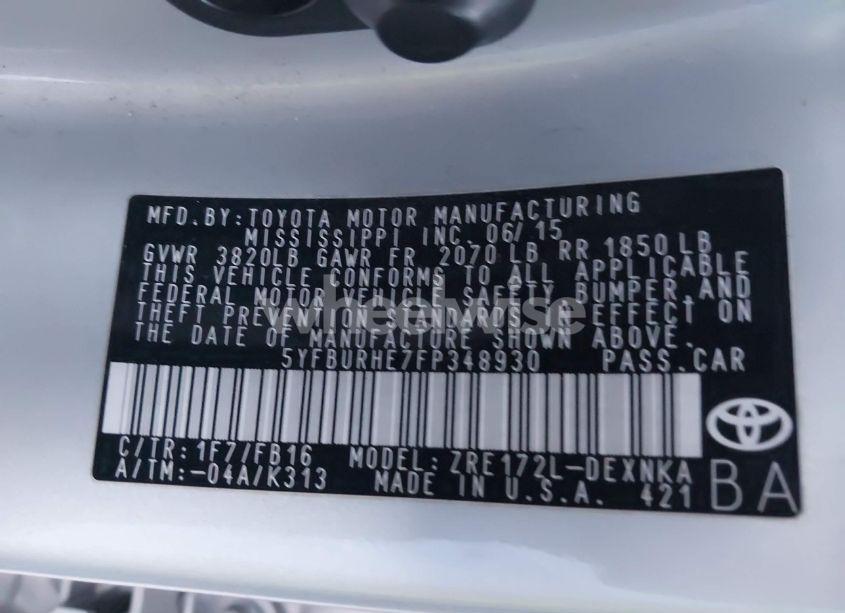 MFD.BY:TOYOTA MOTOR MANUFACTURING
MISSISSIPPI INC. 06/15
GVWR 3820LB GAWR FR 2070 LB RR 1850LB
THIS VEHICLE CONFORMS TO ALL APPLICABLE
FEDERAL MOTOR VEHICLE SAFETY, BUMPER,AND
THEFT PREVENTION STANDARDS IN EFFECT ON
THE DATE OF MANUFACTURE SHOWN ABOVE.
5YFBURHE7FP348930 PASS.CAR
C/TR:1F7/FB16 MODEL:ZRE172L-DEXNKA
A/TM:-04A/K313 MADE IN U.S.A. 421 BA
wheelwise